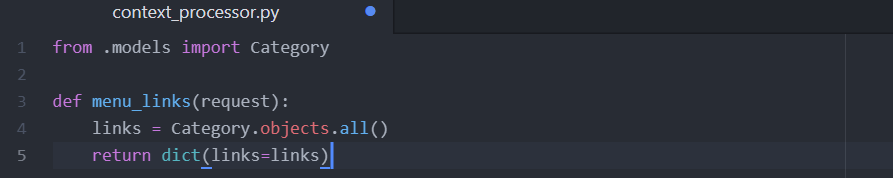 context_processor.py
1 from .models import Category
2
3 def menu_links(request):
4     links = Category.objects.all()
5     return dict(links=links)